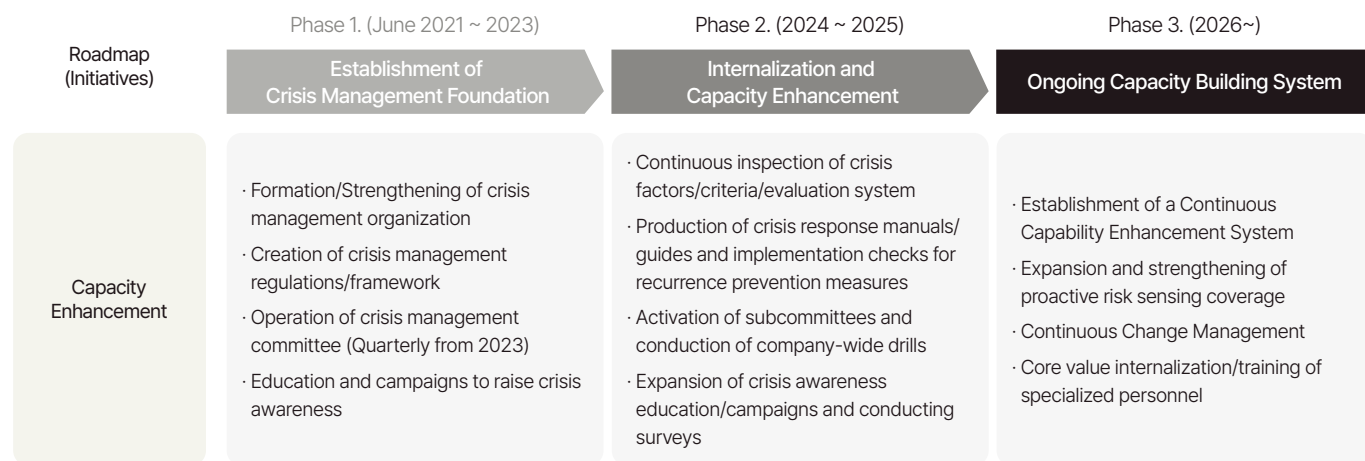 Roadmap
(Initiatives)
Phase 1. (June 2021 ~ 2023)
Establishment of
Crisis Management Foundation
Phase 2. (2024 ~ 2025)
Internalization and
Capacity Enhancement
Phase 3. (2026~)
Ongoing Capacity Building System
Capacity
Enhancement
· Formation/Strengthening of crisis
management organization
· Creation of crisis management
regulations/framework
· Operation of crisis management
committee (Quarterly from 2023)
· Education and campaigns to raise crisis
awareness
· Continuous inspection of crisis
factors/criteria/evaluation system
· Production of crisis response manuals/
guides and implementation checks for
recurrence prevention measures
· Activation of subcommittees and
conduction of company-wide drills
· Expansion of crisis awareness
education/campaigns and conducting
surveys
· Establishment of a Continuous
Capability Enhancement System
· Expansion and strengthening of
proactive risk sensing coverage
· Continuous Change Management
· Core value internalization/training of
specialized personnel